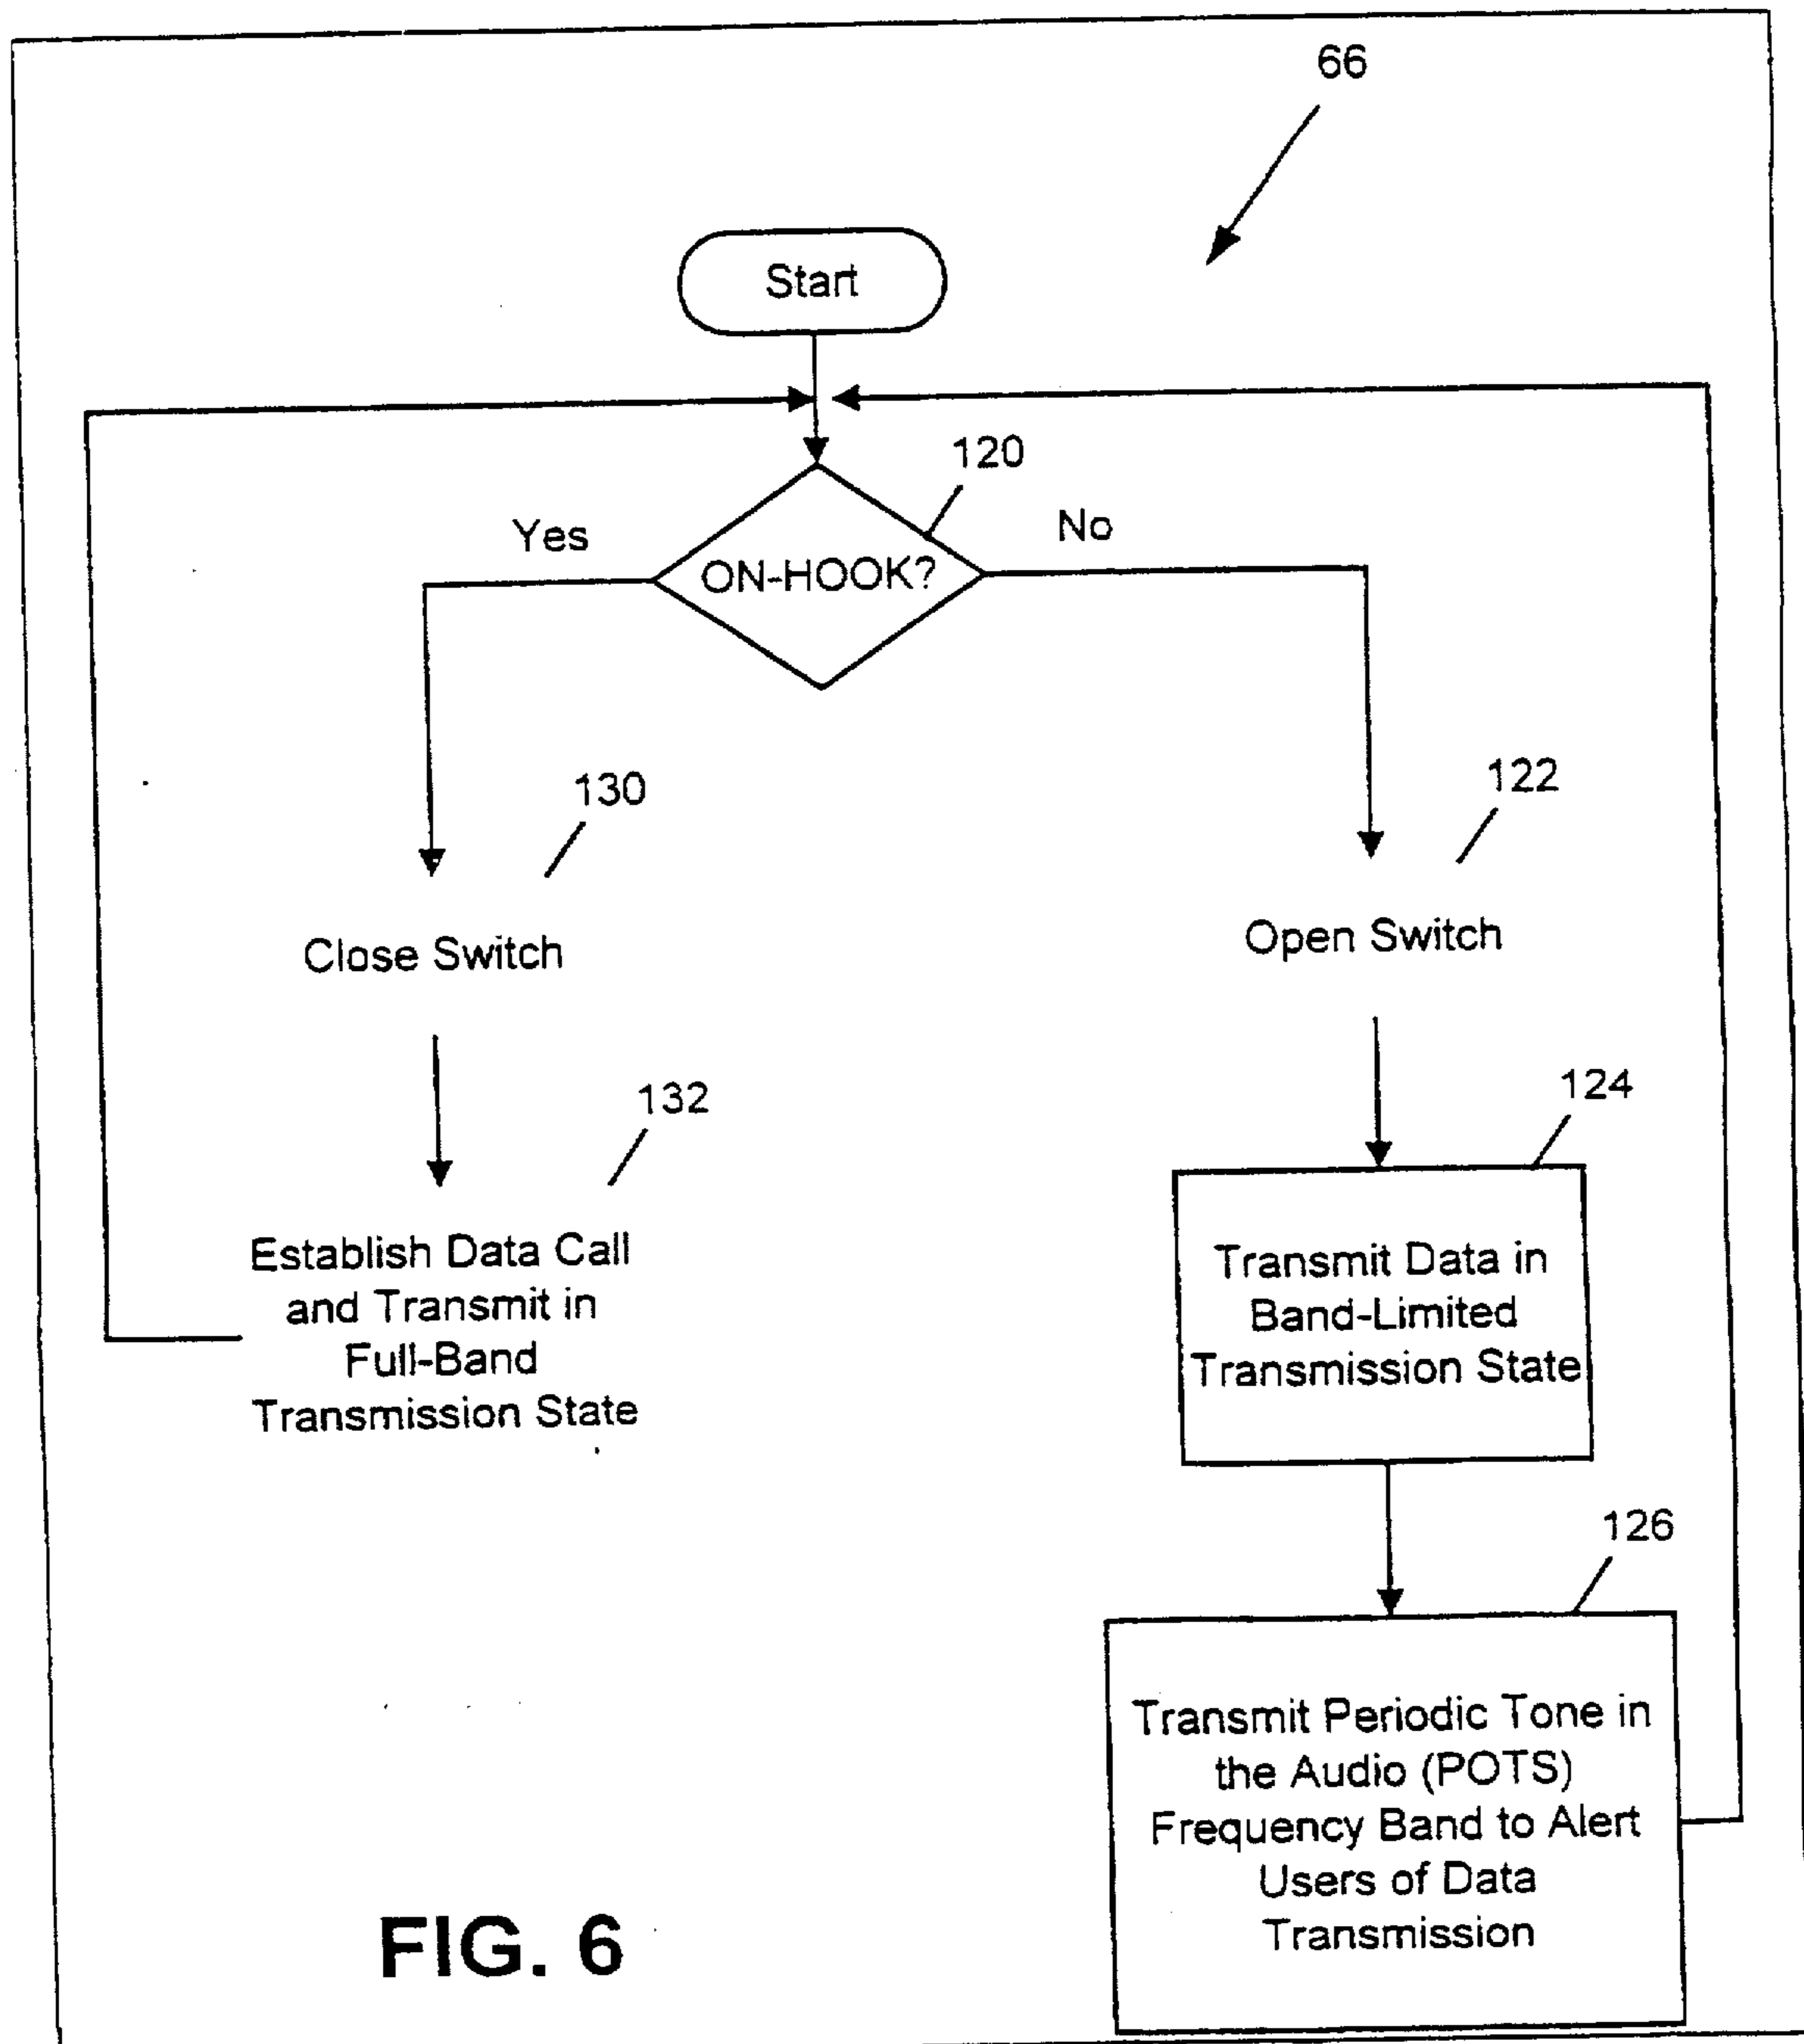 66
Start
120
Yes
No
ON-HOOK?
130
122
Close Switch
Open Switch
124
132
Establish Data Call
and Transmit in
Full-Band
Transmission State
Transmit Data in
Band-Limited
Transmission State
126
Transmit Periodic Tone in
the Audio (POTS)
Frequency Band to Alert
Users of Data
Transmission
FIG. 6